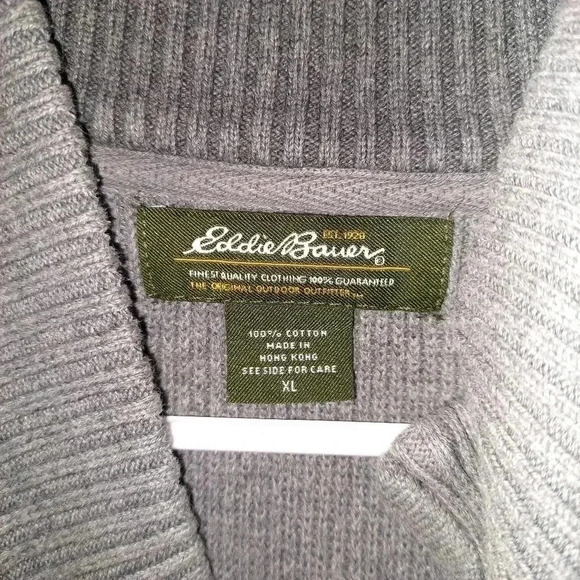 EST. 1920
Eddie Bauer®
FINEST QUALITY CLOTHING 100% GUARANTEED
THE ORIGINAL OUTDOOR OUTFITTER™
100% COTTON
MADE IN
HONG KONG
SEE SIDE FOR CARE
XL